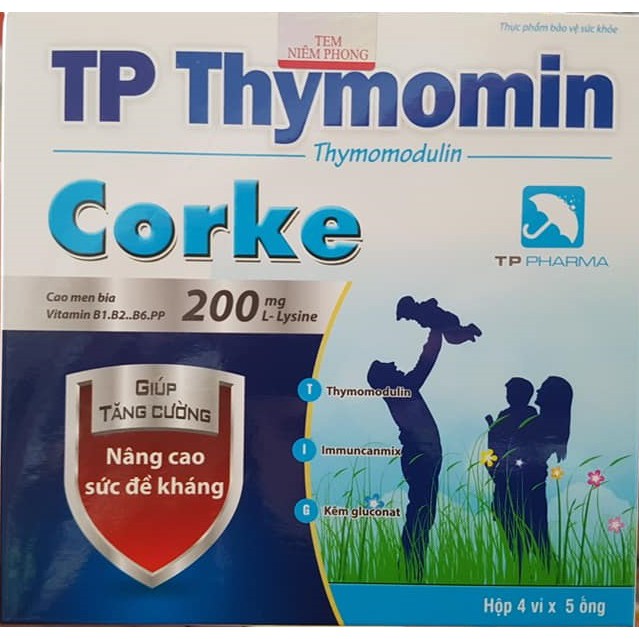 Thực phẩm bảo vệ sức khỏe
TEM
NIÊM PHONG
TP Thymomin
Thymomodulin
Corke
TP PHARMA
Cao men bia
Vitamin B1.B2..B6.PP
200 mg
L- Lysine
GIÚP
TĂNG CƯỜNG
Nâng cao
sức đề kháng
T Thymomodulin
I Immuncanmix
G Kẽm gluconat
Hộp 4 vỉ x 5 ống